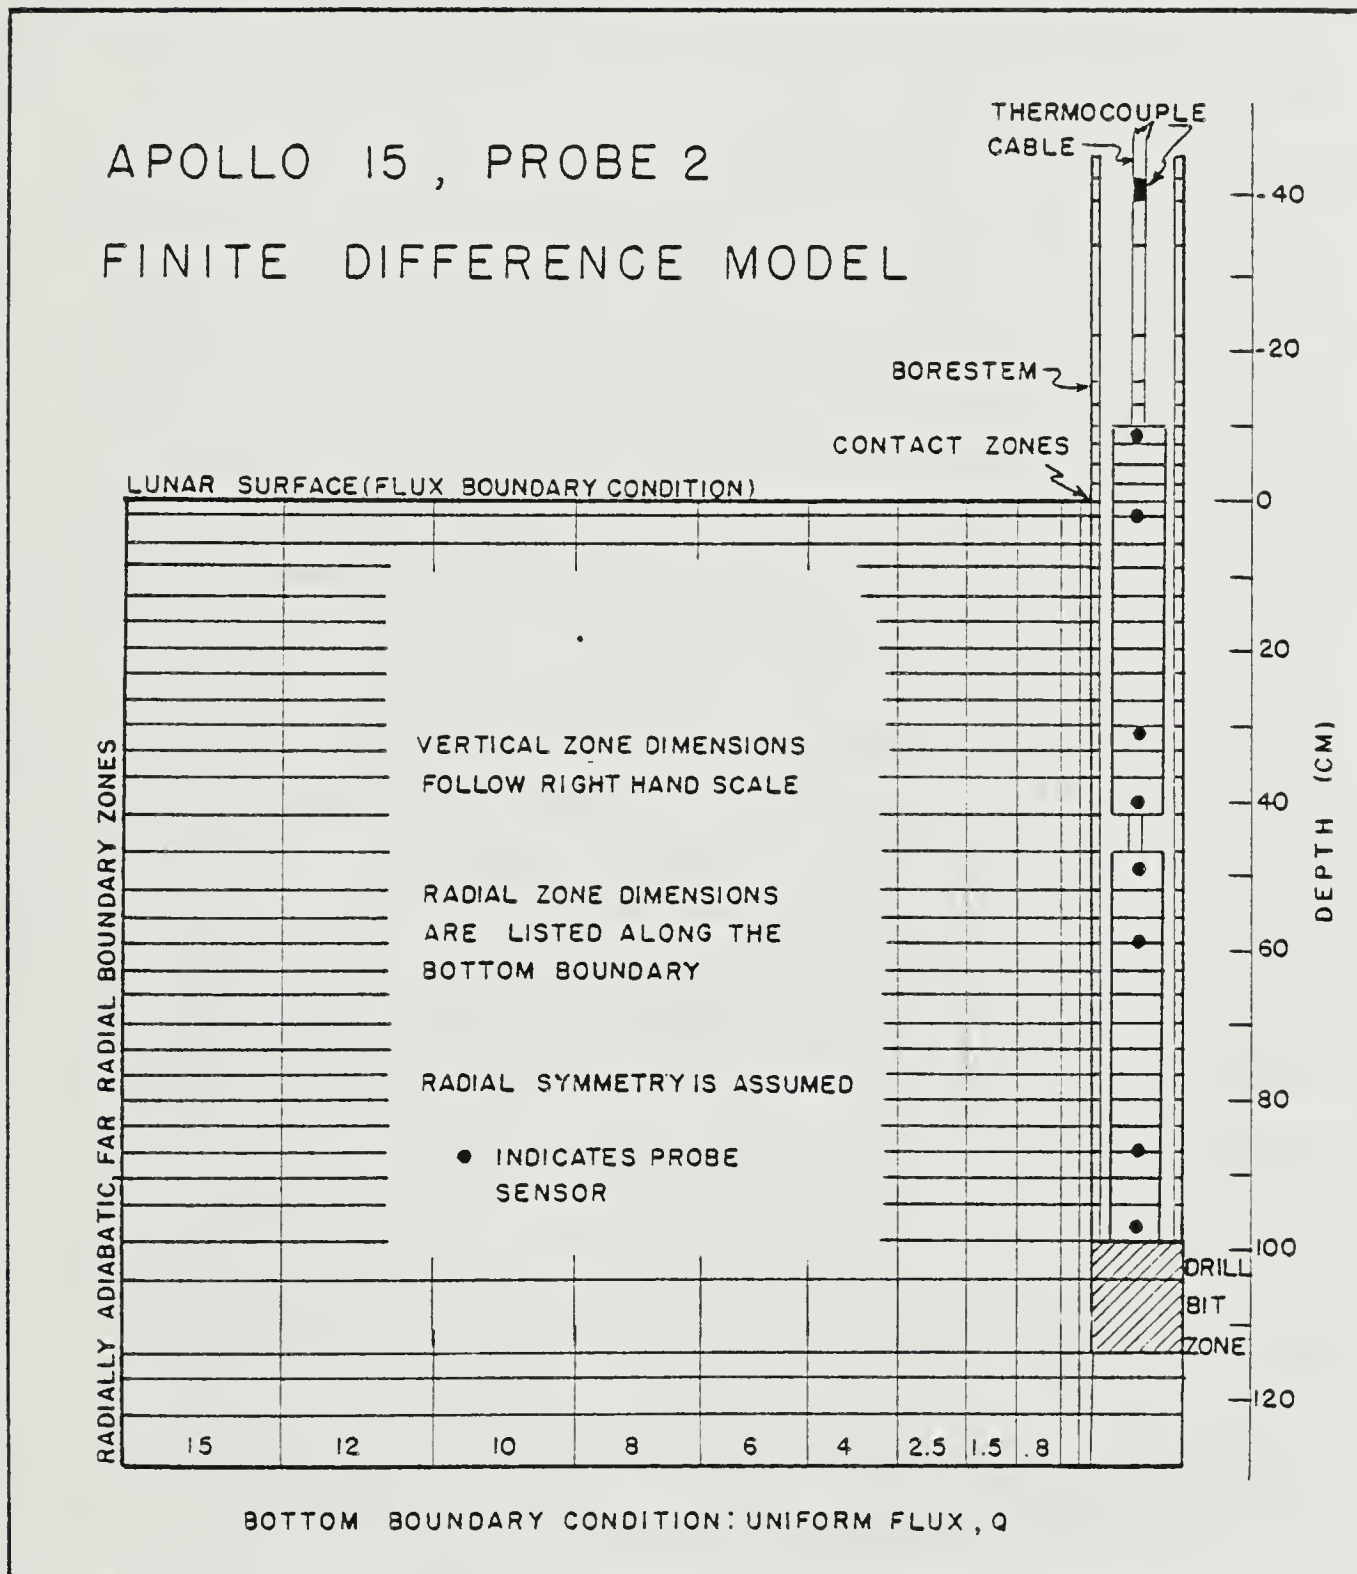 APOLLO 15, PROBE 2
FINITE DIFFERENCE MODEL
THERMOCOUPLE
CABLE
BORESTEM
CONTACT ZONES
LUNAR SURFACE (FLUX BOUNDARY CONDITION)
-40
-20
0
20
40
60
80
100
120
DEPTH (CM)
RADIALLY ADIABATIC, FAR RADIAL BOUNDARY ZONES
VERTICAL ZONE DIMENSIONS
FOLLOW RIGHT HAND SCALE
RADIAL ZONE DIMENSIONS
ARE LISTED ALONG THE
BOTTOM BOUNDARY
RADIAL SYMMETRY IS ASSUMED
● INDICATES PROBE
SENSOR
DRILL
BIT
ZONE
15 12 10 8 6 4 2.5 1.5 .8
BOTTOM BOUNDARY CONDITION: UNIFORM FLUX, Q